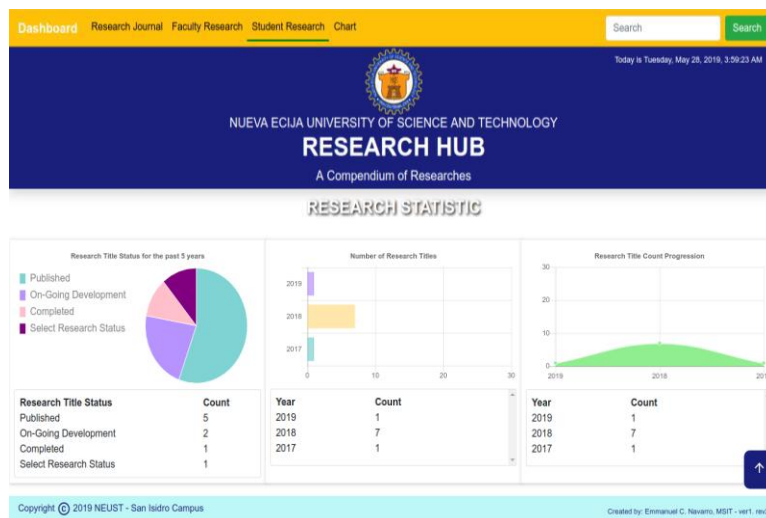 Dashboard Research Journal Faculty Research Student Research Chart Search Search
Today is Tuesday, May 28, 2019, 3:59:23 AM
NUEVA ECIJA UNIVERSITY OF SCIENCE AND TECHNOLOGY
RESEARCH HUB
A Compendium of Researches
RESEARCH STATISTIC
Research Title Status for the past 5 years
Published
On-Going Development
Completed
Select Research Status
Research Title Status Count
Published 5
On-Going Development 2
Completed 1
Select Research Status 1
Number of Research Titles
2019
2018
2017
0 10 20 30
Year Count
2019 1
2018 7
2017 1
Research Title Count Progression
30
20
10
0
2019 2018 201
Year Count
2019 1
2018 7
2017 1
Copyright © 2019 NEUST - San Isidro Campus
Created by: Emmanuel C. Navarro, MSIT - ver1.